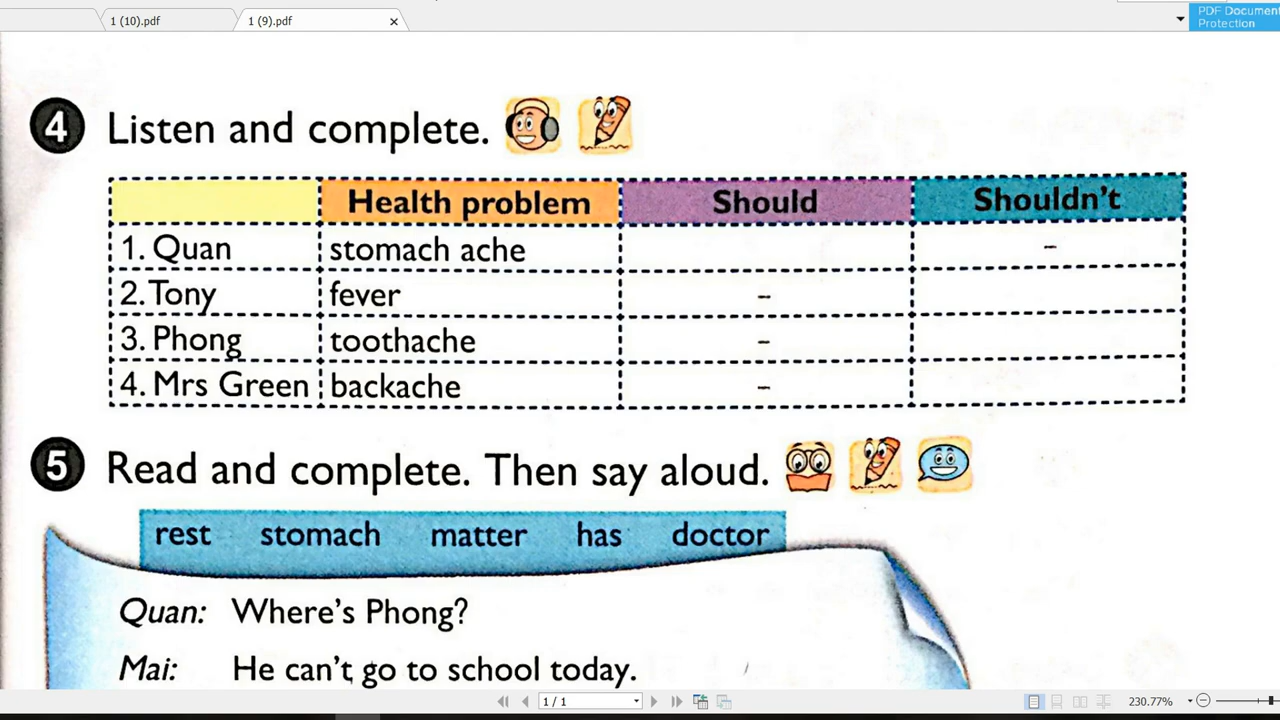 1 (10).pdf
1 (9).pdf
PDF Document
Protection
4 Listen and complete.
Health problem Should Shouldn't
1. Quan stomach ache -
2. Tony fever -
3. Phong toothache -
4. Mrs Green backache -
5 Read and complete. Then say aloud.
rest stomach matter has doctor
Quan: Where's Phong?
Mai: He can't go to school today.
1 / 1
230.77%